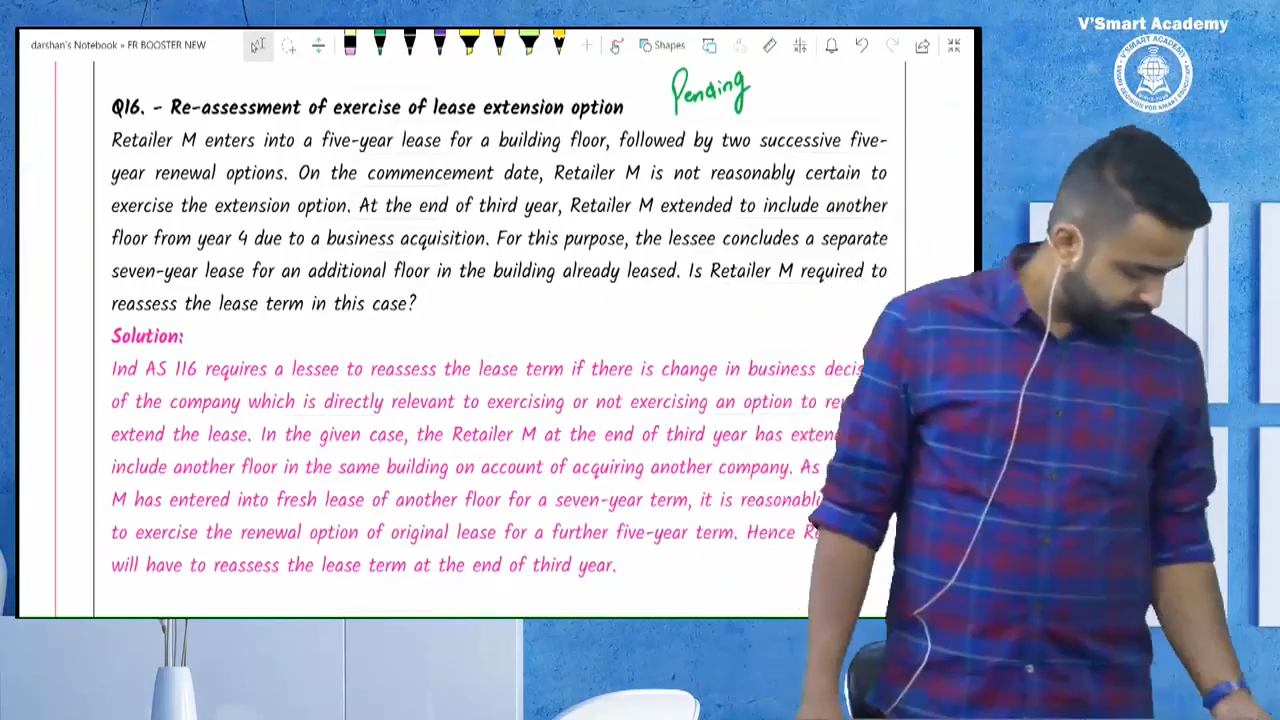 V'Smart Academy
darshan's Notebook » FR BOOSTER NEW
Shapes
Pending
Q16. - Re-assessment of exercise of lease extension option
Retailer M enters into a five-year lease for a building floor, followed by two successive five-
year renewal options. On the commencement date, Retailer M is not reasonably certain to
exercise the extension option. At the end of third year, Retailer M extended to include another
floor from year 4 due to a business acquisition. For this purpose, the lessee concludes a separate
seven-year lease for an additional floor in the building already leased. Is Retailer M required to
reassess the lease term in this case?
Solution:
Ind AS 116 requires a lessee to reassess the lease term if there is change in business
of the company which is directly relevant to exercising or not exercising an option to
extend the lease. In the given case, the Retailer M at the end of third year has
include another floor in the same building on account of acquiring another company. As
M has entered into fresh lease of another floor for a seven-year term, it is
to exercise the renewal option of original lease for a further five-year term. Hence
will have to reassess the lease term at the end of third year.